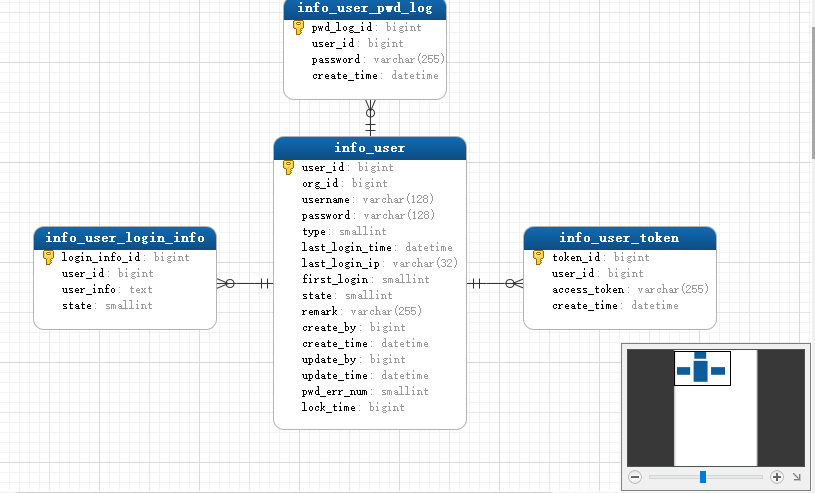 info_user_pwd_log
pwd_log_id: bigint
user_id: bigint
password: varchar(255)
create_time: datetime
info_user
user_id: bigint
org_id: bigint
username: varchar(128)
password: varchar(128)
type: smallint
last_login_time: datetime
last_login_ip: varchar(32)
first_login: smallint
state: smallint
remark: varchar(255)
create_by: bigint
create_time: datetime
update_by: bigint
update_time: datetime
pwd_err_num: smallint
lock_time: bigint
info_user_login_info
login_info_id: bigint
user_id: bigint
user_info: text
state: smallint
info_user_token
token_id: bigint
user_id: bigint
access_token: varchar(255)
create_time: datetime